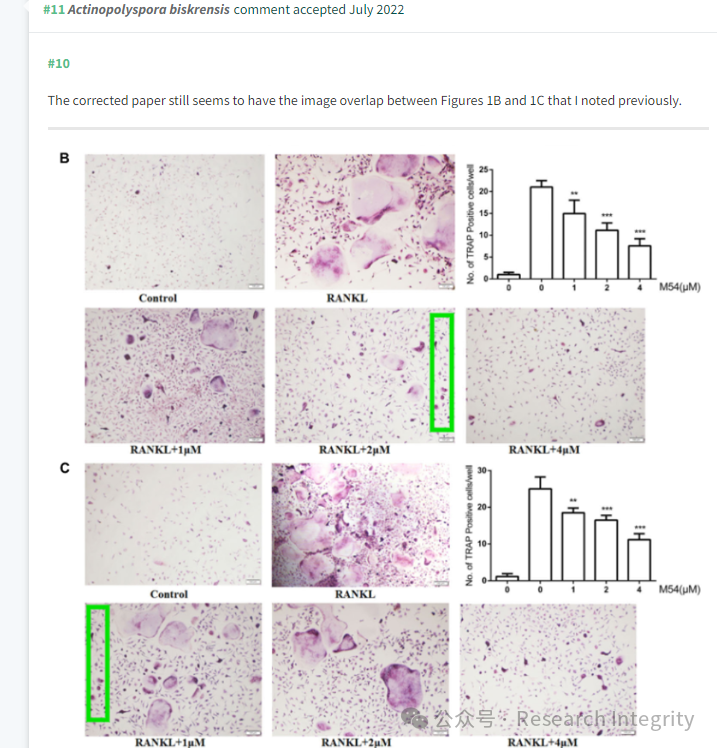 #11 Actinopolyspora biskrensis comment accepted July 2022
#10
The corrected paper still seems to have the image overlap between Figures 1B and 1C that I noted previously.
B
No. of TRAP Positive cells/well
25
20
15
10
5
0
** *** ***
0 0 1 2 4 M54(μM)
Control RANKL
RANKL+1μM RANKL+2μM RANKL+4μM
C
No. of TRAP Positive cells/well
30
20
10
0
** *** ***
0 0 1 2 4 M54(μM)
Control RANKL
公众号 · Research Integrity
RANKL+1μM RANKL+2μM RANKL+4μM